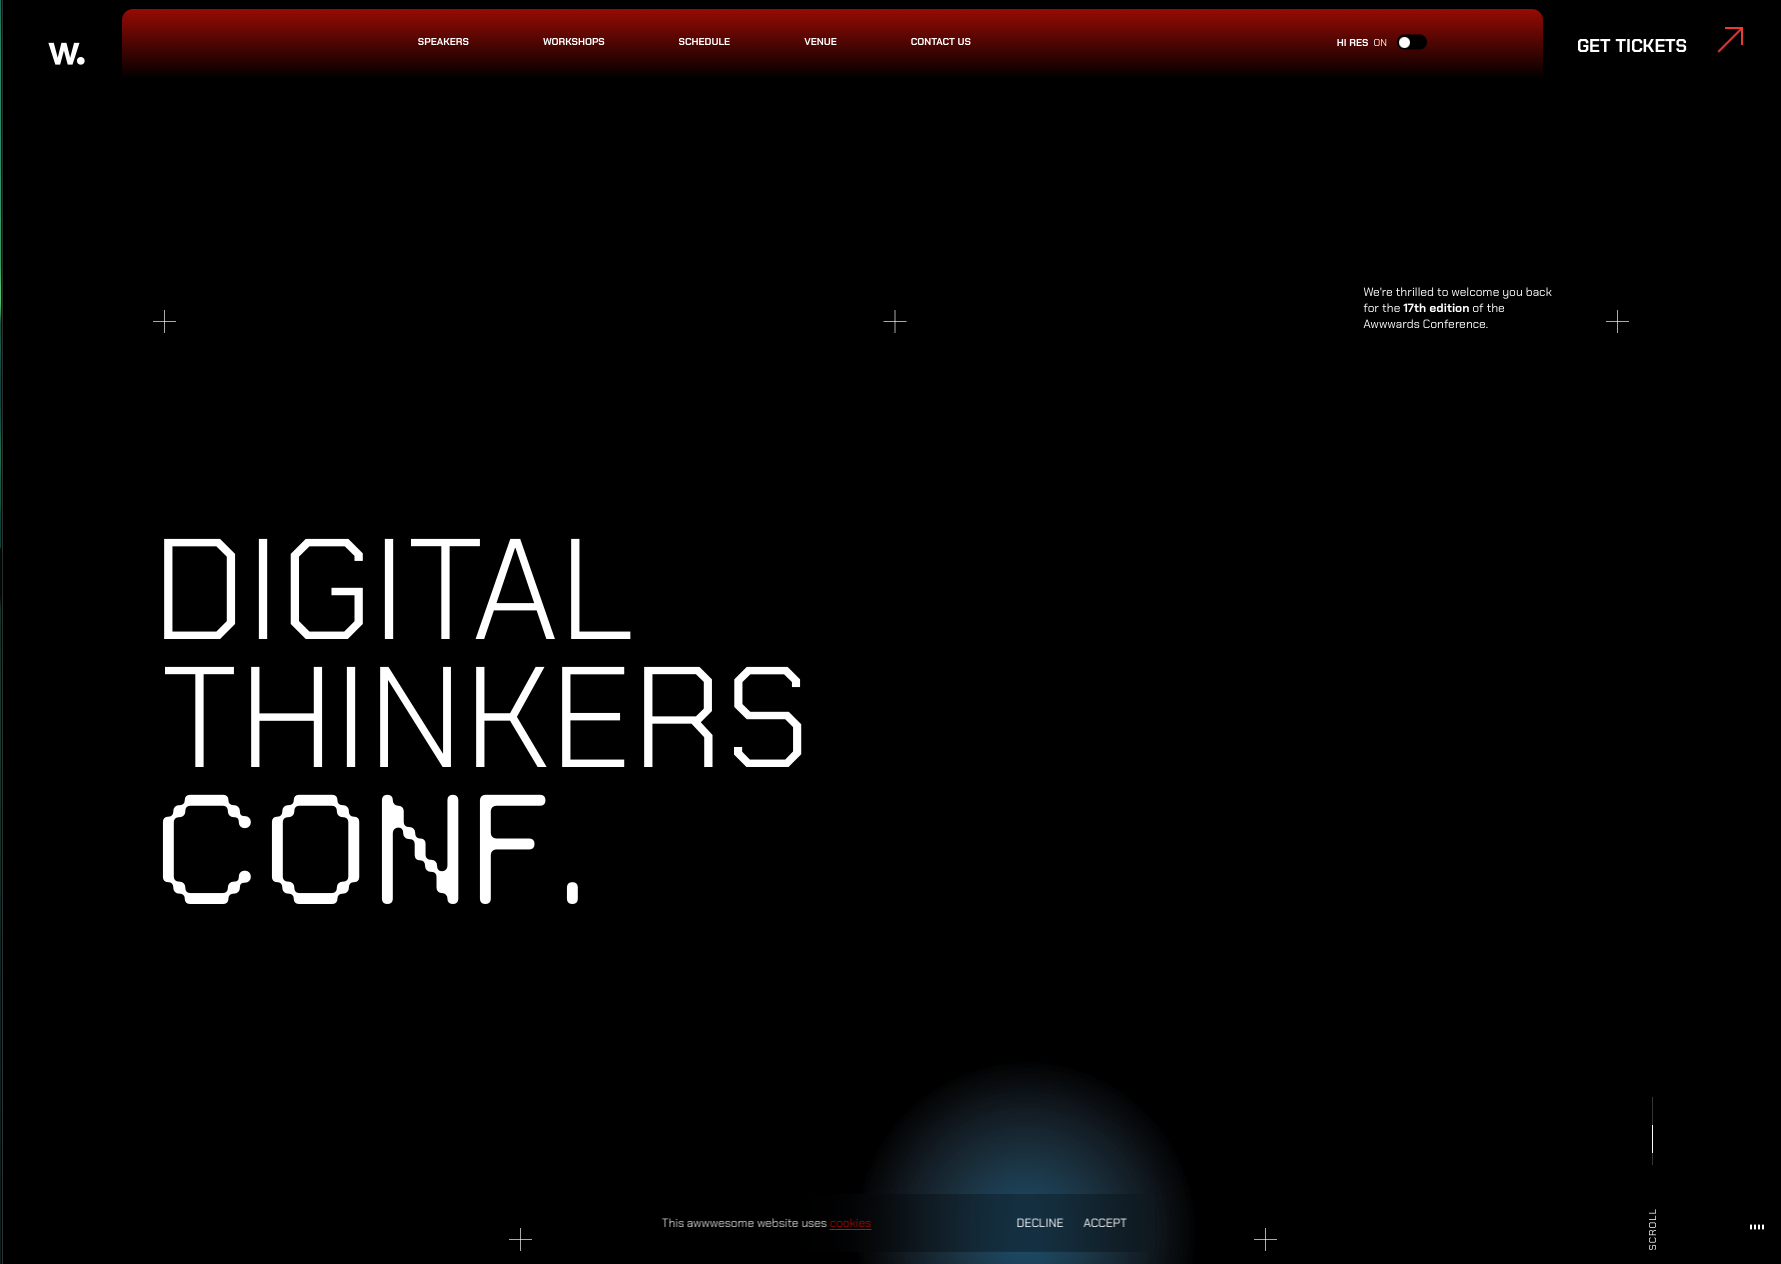 W.
SPEAKERS
WORKSHOPS
SCHEDULE
VENUE
CONTACT US
HI RES ON
GET TICKETS
We're thrilled to welcome you back
for the 17th edition of the
Awwwards Conference.
DIGITAL
THINKERS
CONF.
This awwwesome website uses cookies
DECLINE
ACCEPT
SCROLL